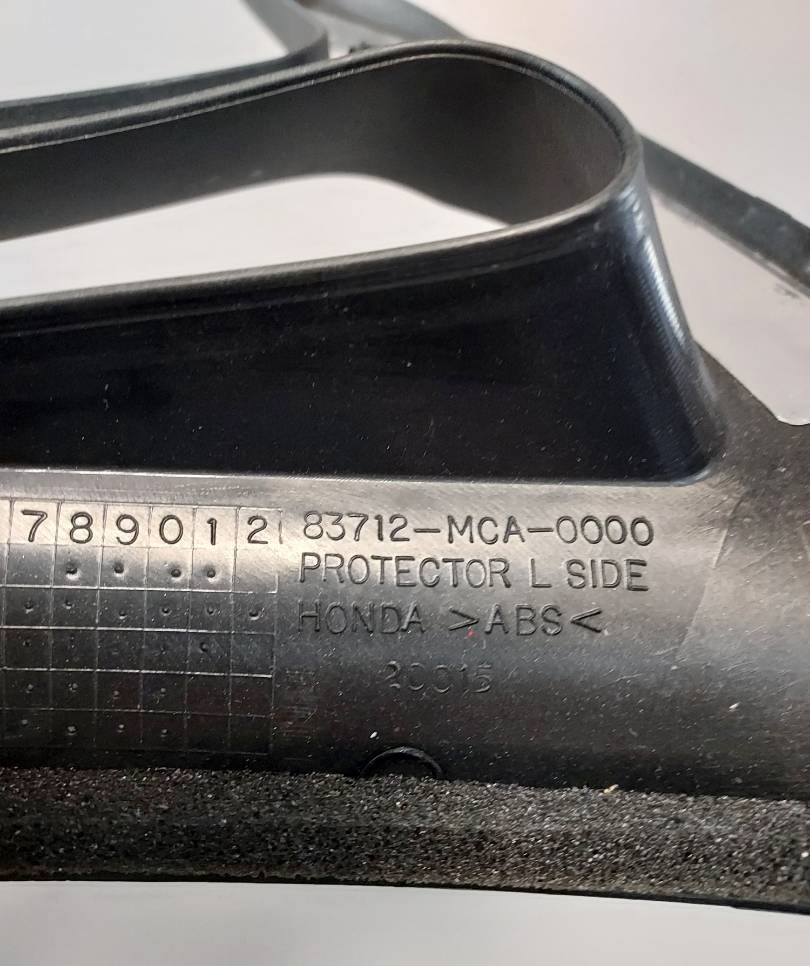 789012
83712-MCA-0000
PROTECTOR L SIDE
HONDA >ABS<
20015